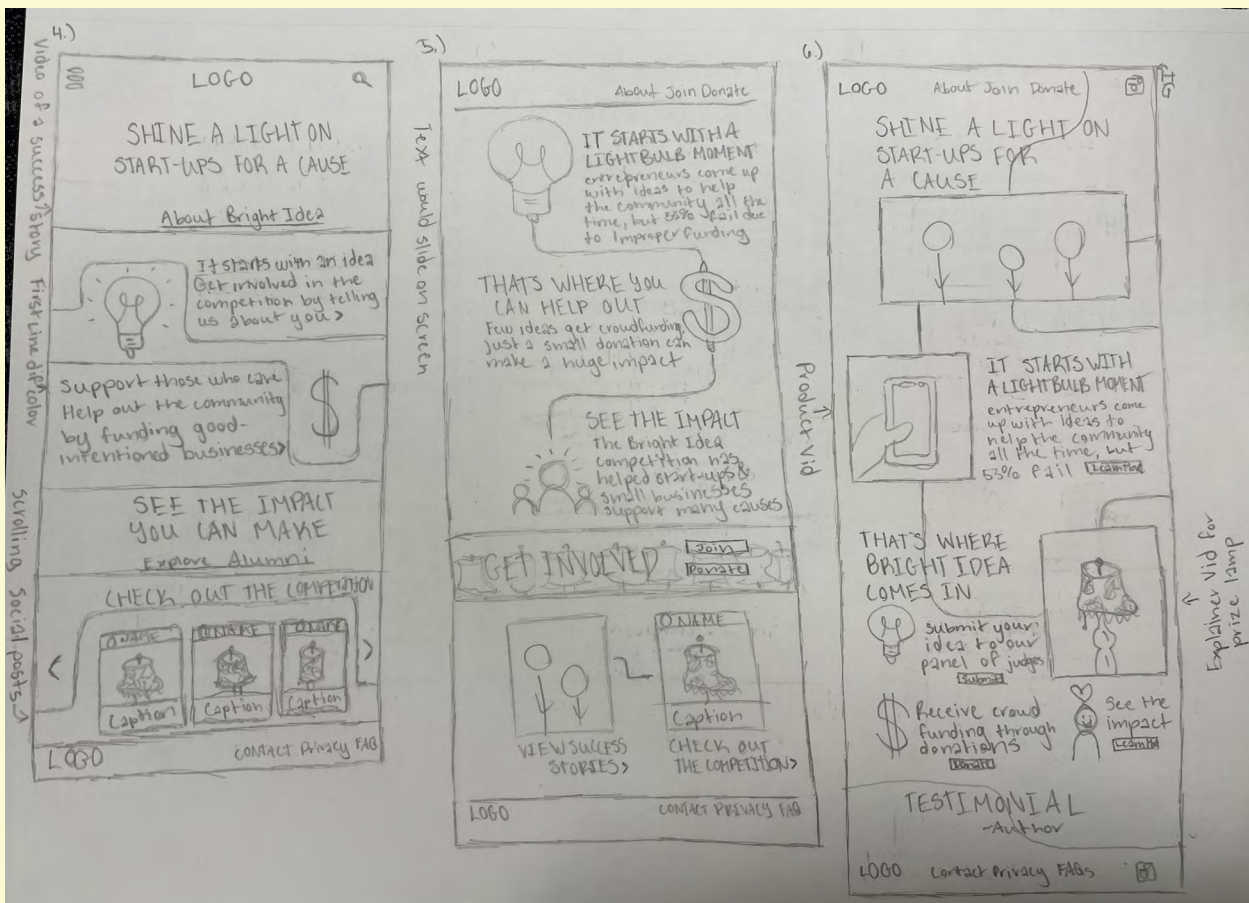 4.)
Video of a success story
First line diff color
Scrolling Social posts
LOGO
SHINE A LIGHT ON
START-UPS FOR A CAUSE
About Bright Idea
It starts with an idea
Get involved in the
competition by telling
us about you>
Support those who care
Help out the community
by funding good-
intentioned businesses>
SEE THE IMPACT
YOU CAN MAKE
Explore Alumni
CHECK OUT THE COMPETITION
< >
NAME NAME NAME
Caption Caption Caption
LOGO CONTACT Privacy FAQ
5.)
Text would slide on screen
LOGO About Join Donate
IT STARTS WITH A
LIGHTBULB MOMENT
entrepreneurs come up
with ideas to help
the community all the
time, but 53% fail due
to improper funding
THAT'S WHERE YOU
CAN HELP OUT
Few ideas get crowdfunding.
Just a small donation can
make a huge impact
$
SEE THE IMPACT
The Bright Idea
competition has
helped start-ups &
small businesses
support many causes
GET INVOLVED
Join
Donate
NAME
Caption
VIEW SUCCESS
STORIES>
CHECK OUT
THE COMPETITION>
LOGO CONTACT PRIVACY FAQ
6.)
IG
Product Vid
Explainer Vid for
prize lamp
LOGO About Join Donate
SHINE A LIGHT ON
START-UPS FOR
A CAUSE
IT STARTS WITH
A LIGHTBULB MOMENT
entrepreneurs come
up with ideas to
help the community
all the time, but
53% fail
THAT'S WHERE
BRIGHT IDEA
COMES IN
submit your
idea to our
panel of judges
Submit
$
Receive crowd
funding through
donations
Donate
See the
impact
TESTIMONIAL
-Author
LOGO Contact Privacy FAQs